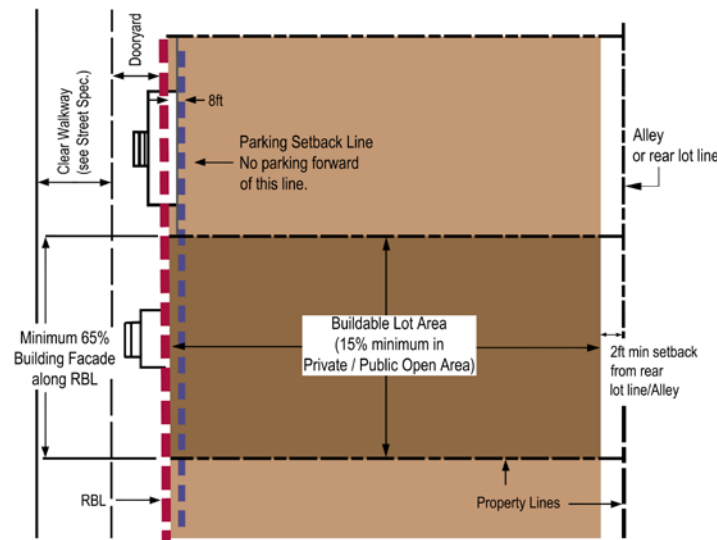 Dooryard
Clear Walkway
(see Street Spec.)
8ft
Parking Setback Line
No parking forward
of this line.
Alley
or rear lot line
Minimum 65%
Building Facade
along RBL
Buildable Lot Area
(15% minimum in
Private / Public Open Area)
2ft min setback
from rear
lot line/Alley
RBL
Property Lines